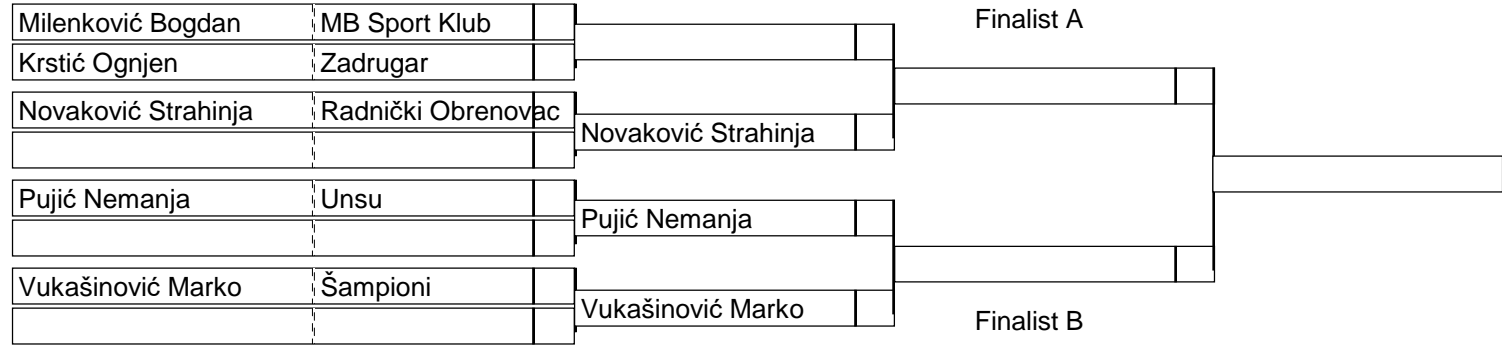 Milenković Bogdan MB Sport Klub
Krstić Ognjen Zadrugar
Novaković Strahinja Radnički Obrenovac
Pujić Nemanja Unsu
Vukašinović Marko Šampioni
Novaković Strahinja
Pujić Nemanja
Vukašinović Marko
Finalist A
Finalist B